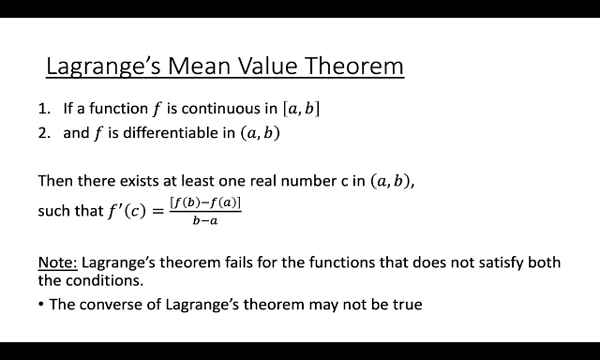 Lagrange's Mean Value Theorem
1. If a function f is continuous in [a, b]
2. and f is differentiable in (a, b)
Then there exists at least one real number c in (a, b),
such that f′(c) = [f(b)−f(a)] / b−a
Note: Lagrange's theorem fails for the functions that does not satisfy both
the conditions.
• The converse of Lagrange's theorem may not be true